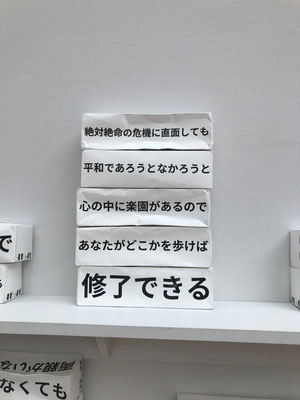 絶対絶命の危機に直面しても
平和であろうとなかろうと
心の中に楽園があるので
あなたがどこかを歩けば
修了できる
で
なくても